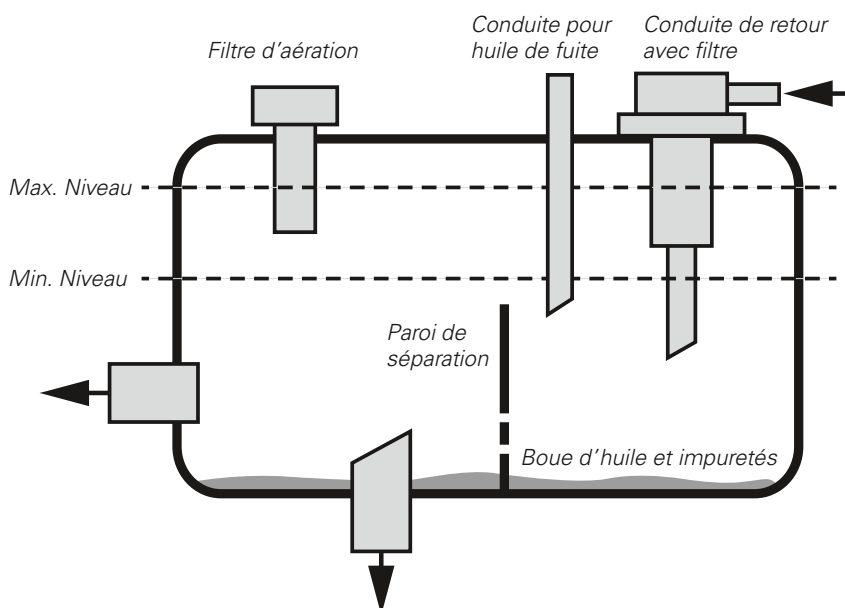 Filtre d'aération
Conduite pour
huile de fuite
Conduite de retour
avec filtre
Max. Niveau
Min. Niveau
Paroi de
séparation
Boue d'huile et impuretés